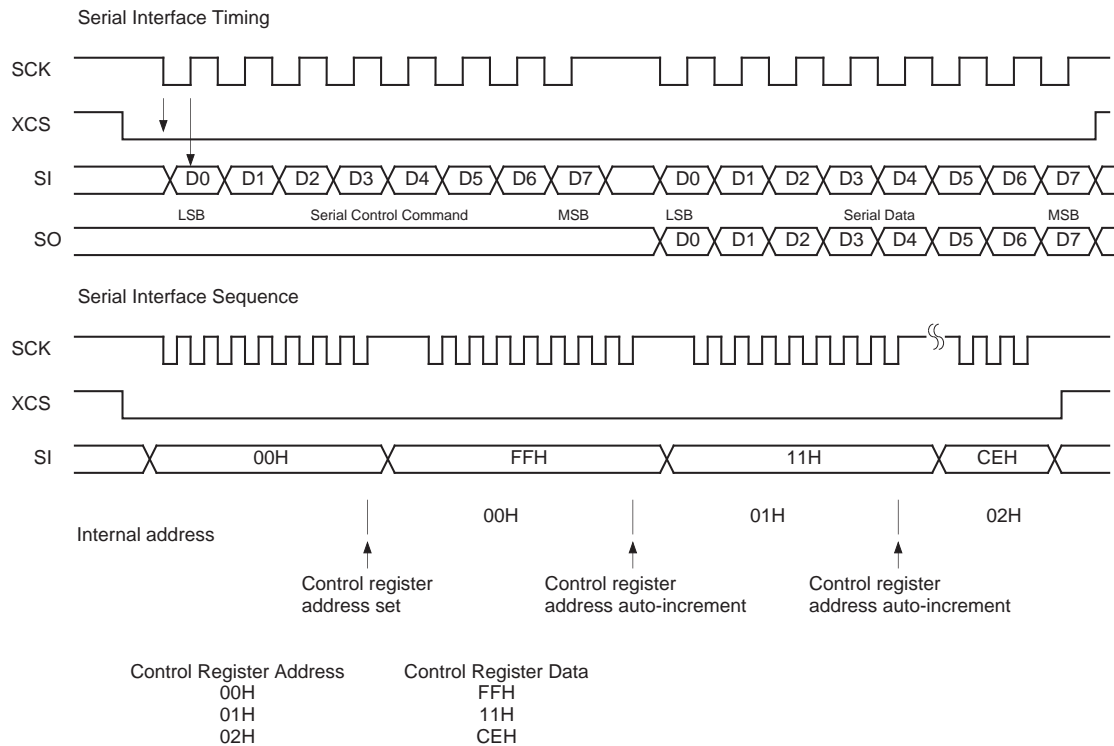 Serial Interface Timing
SCK
XCS
SI D0 D1 D2 D3 D4 D5 D6 D7 D0 D1 D2 D3 D4 D5 D6 D7
LSB Serial Control Command MSB LSB Serial Data MSB
SO D0 D1 D2 D3 D4 D5 D6 D7
Serial Interface Sequence
SCK
XCS
SI 00H FFH 11H CEH
Internal address 00H 01H 02H
Control register address set
Control register address auto-increment
Control register address auto-increment
Control Register Address Control Register Data
00H FFH
01H 11H
02H CEH